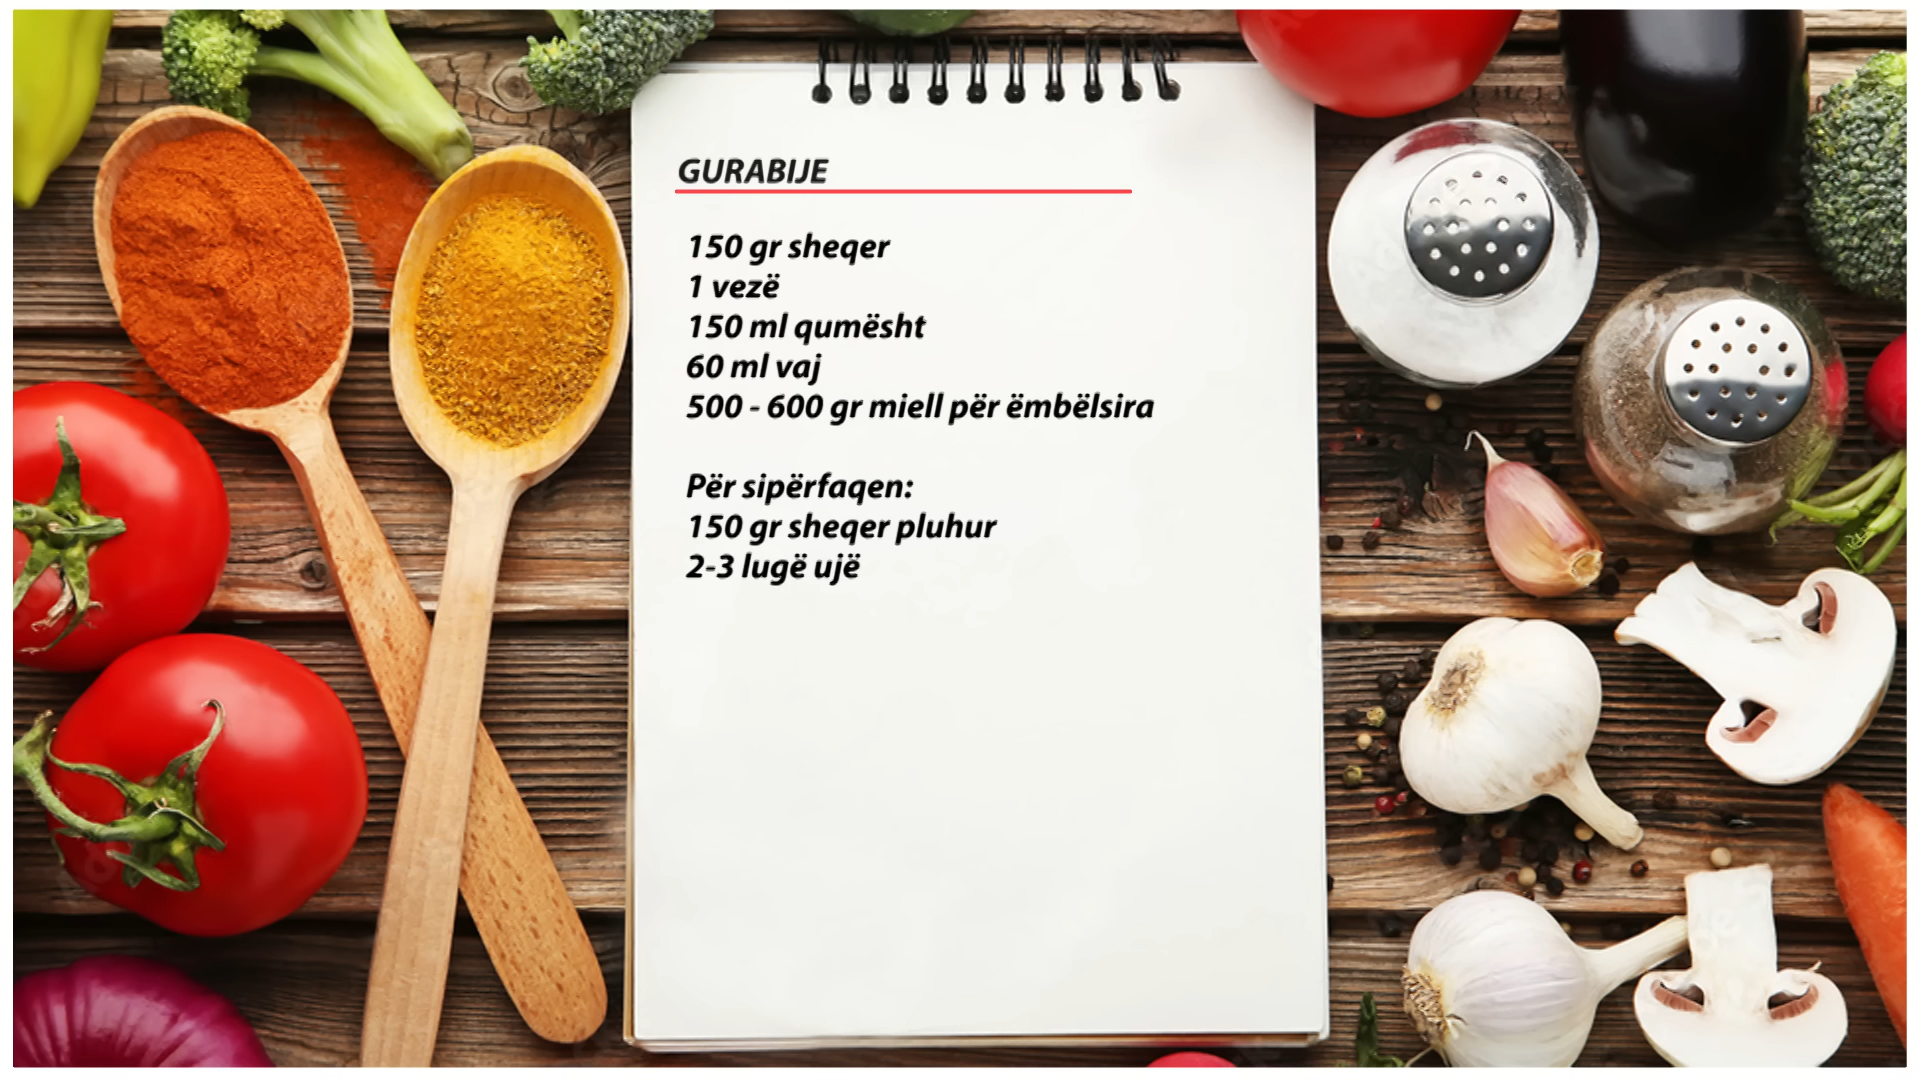 GURABIJE
150 gr sheqer
1 vezë
150 ml qumësht
60 ml vaj
500 - 600 gr miell për ëmbëlsira
Për sipërfaqen:
150 gr sheqer pluhur
2-3 lugë ujë